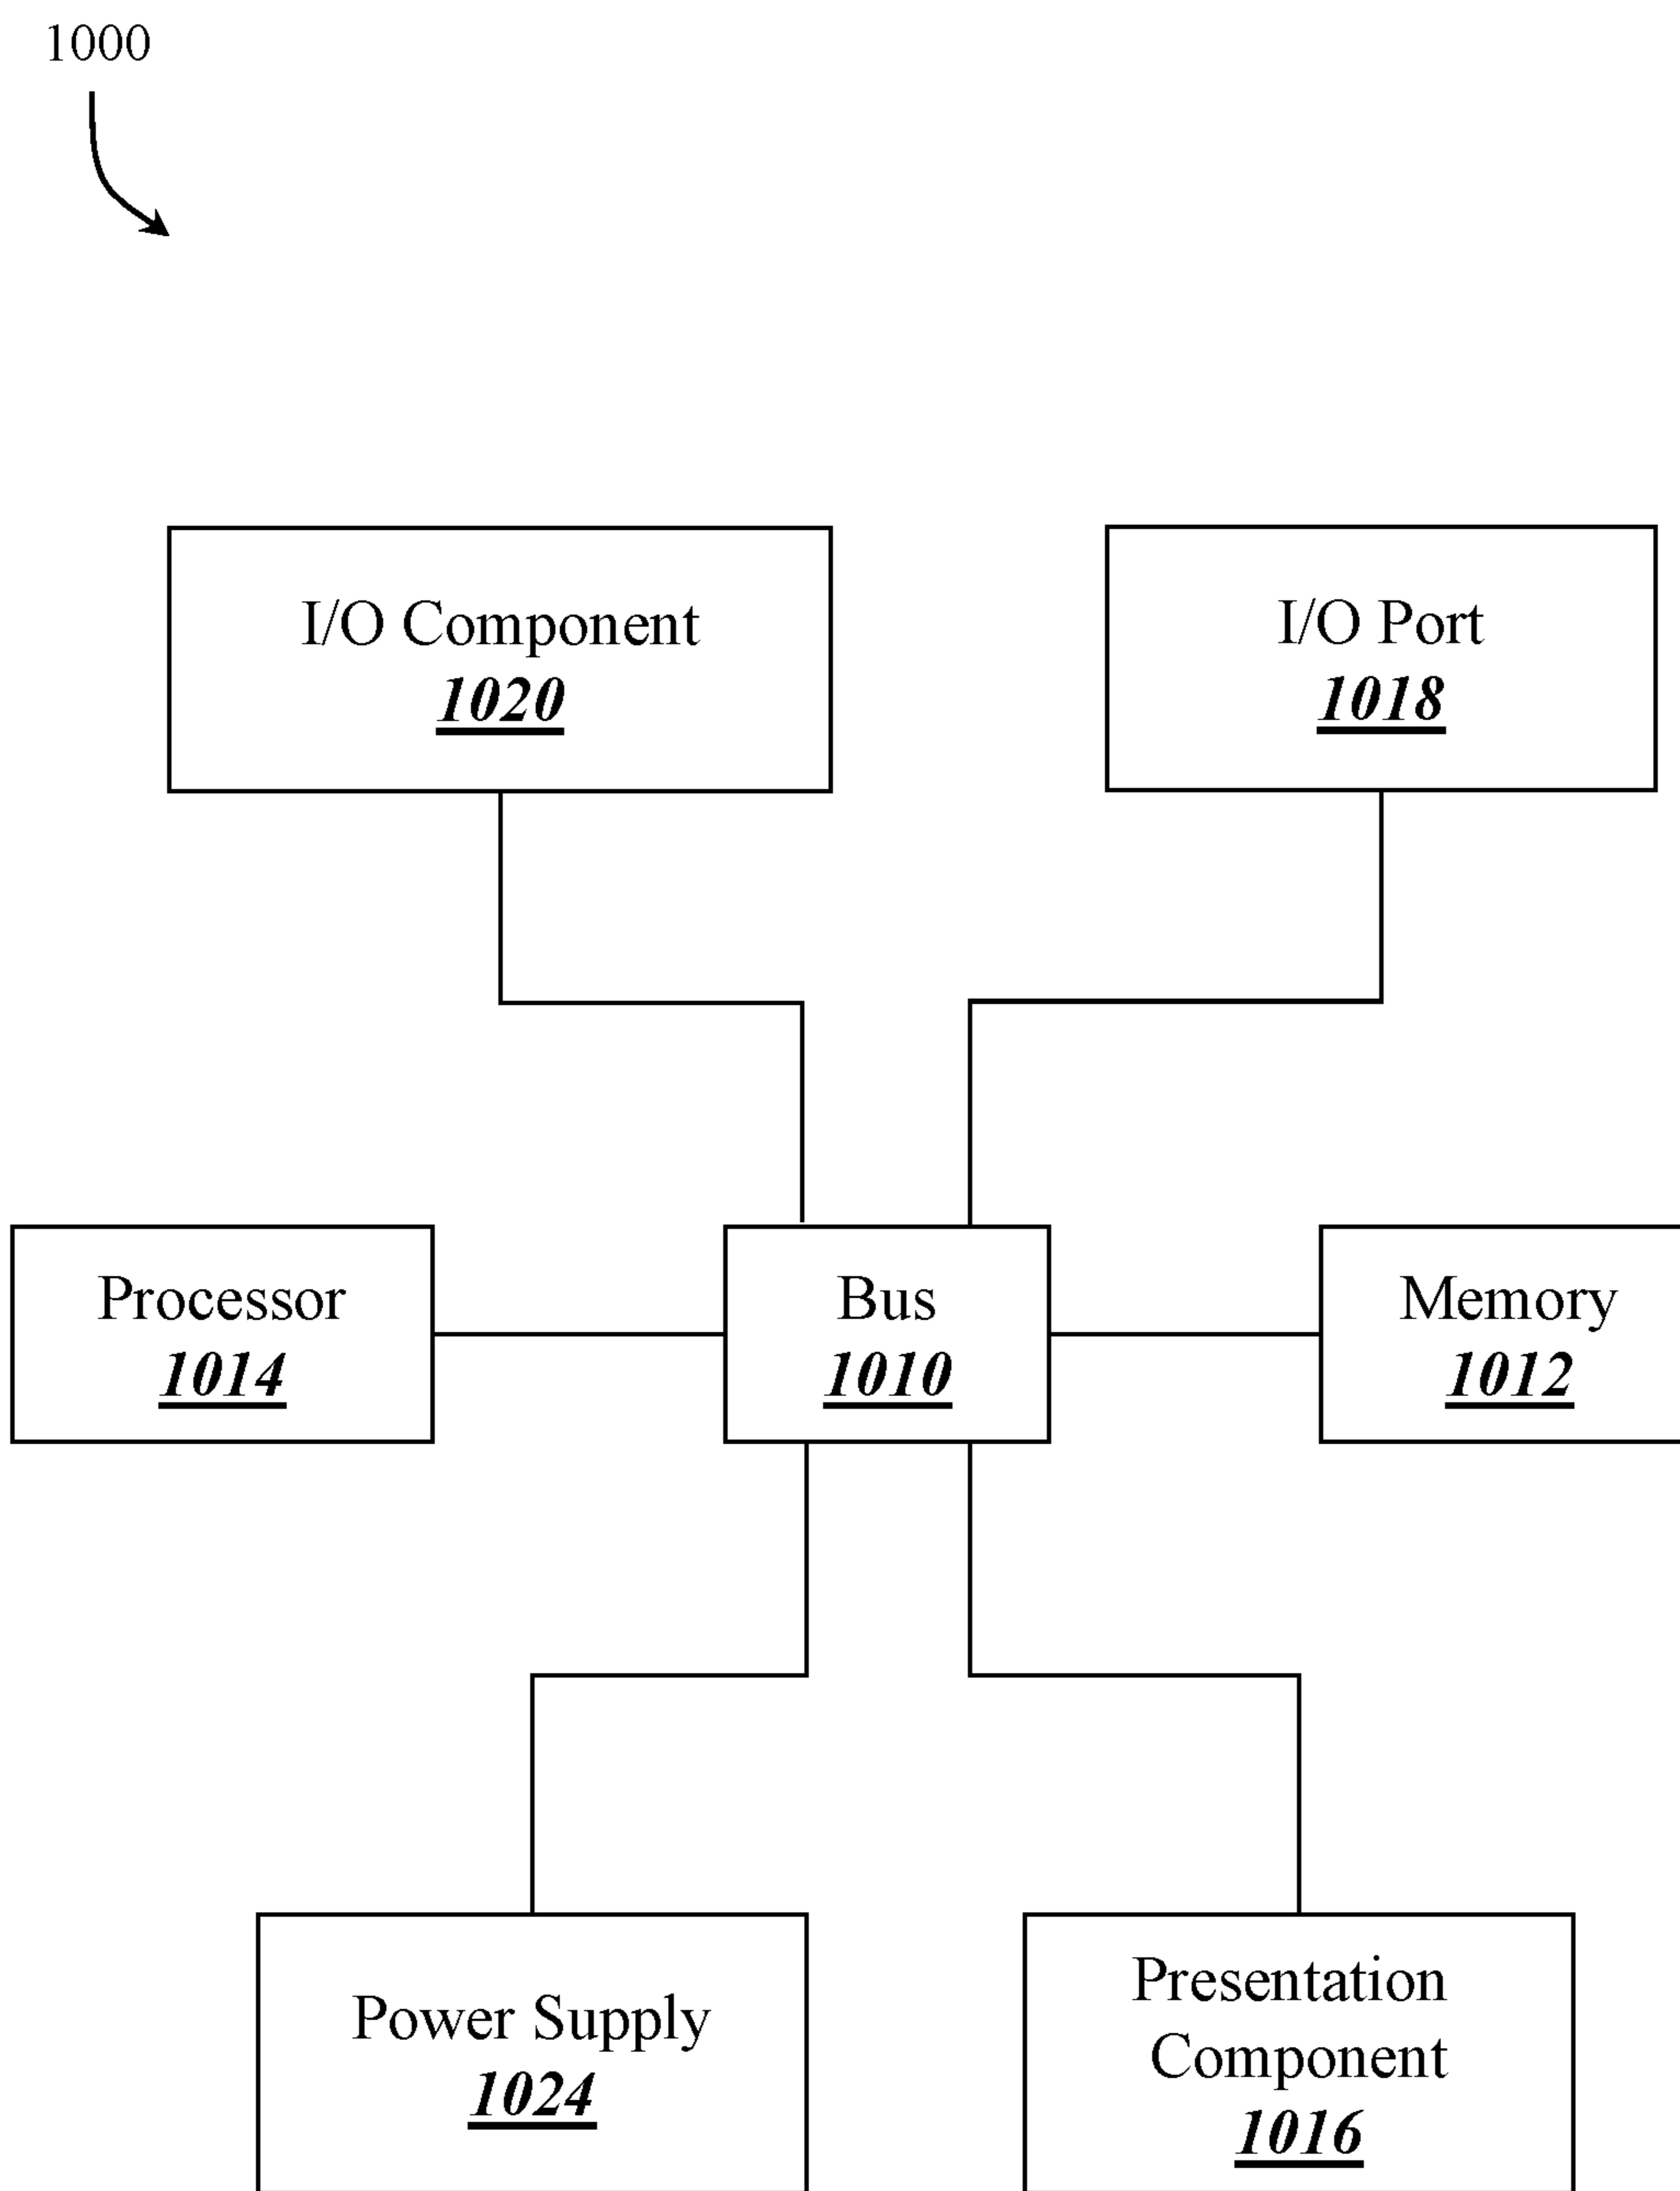 1000
I/O Component
1020
I/O Port
1018
Processor
1014
Bus
1010
Memory
1012
Power Supply
1024
Presentation
Component
1016